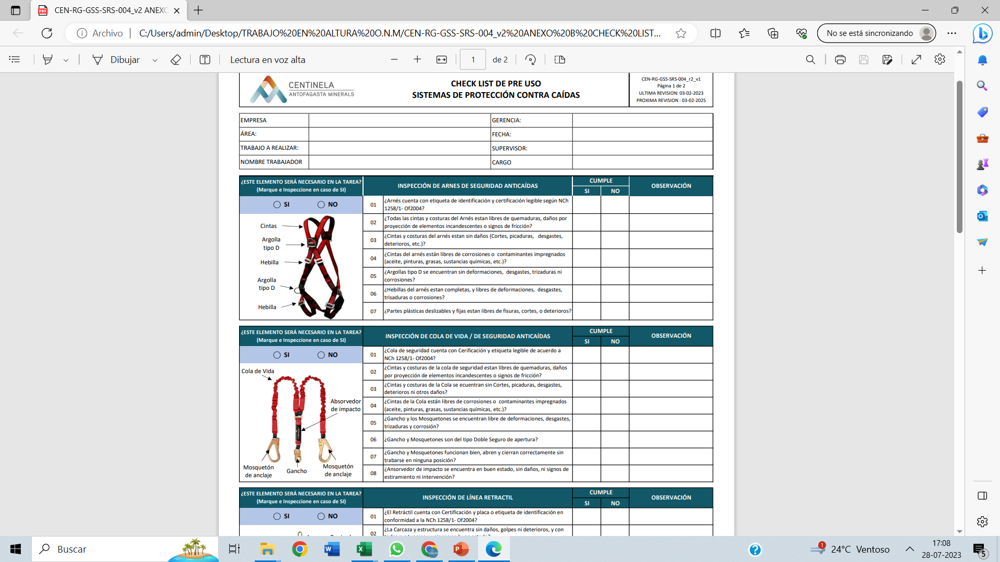 CEN-RG-GSS-SRS-004_v2 ANEXO
Archivo
C:/Users/admin/Desktop/TRABAJO%20EN%20ALTURA%20O.N.M/CEN-RG-GSS-SRS-004_v2%20ANEXO%20B%20CHECK%20LIST...
No se está sincronizando
Dibujar
Lectura en voz alta
1
de 2
CENTINELA
ANTOFAGASTA MINERALS
CHECK LIST DE PRE USO
SISTEMAS DE PROTECCIÓN CONTRA CAÍDAS
CEN-RG-GSS-SRS-004_r2_v1
Página 1 de 2
ULTIMA REVISION: 03-02-2023
PROXIMA REVISION : 03-02-2025
EMPRESA
GERENCIA:
ÁREA:
FECHA:
TRABAJO A REALIZAR:
SUPERVISOR:
NOMBRE TRABAJADOR
CARGO
¿ESTE ELEMENTO SERÁ NECESARIO EN LA TAREA?
(Marque e Inspeccione en caso de SI)
INSPECCIÓN DE ARNES DE SEGURIDAD ANTICAÍDAS
CUMPLE
SI NO
OBSERVACIÓN
SI NO
Cintas
Argolla
tipo D
Hebilla
Argolla
tipo D
Hebilla
01 ¿Arnés cuenta con etiqueta de identificación y certificación legible según NCh
1258/1- Of2004?
02 ¿Todas las cintas y costuras del Arnés estan libres de quemaduras, daños por
proyección de elementos incandescentes o signos de fricción?
03 ¿Cintas y costuras del arnés estan sin daños (Cortes, picaduras, desgastes,
deterioros, etc.)?
04 ¿Cintas del arnés están libres de corrosiones o contaminantes impregnados
(aceite, pinturas, grasas, sustancias químicas, etc.)?
05 ¿Argollas tipo D se encuentran sin deformaciones, desgastes, trizaduras ni
corrosiones?
06 ¿Hebillas del arnés estan completas, y libres de deformaciones, desgastes,
trisaduras o corrosiones?
07 ¿Partes plásticas deslizables y fijas estan libres de fisuras, cortes, o deterioros?
¿ESTE ELEMENTO SERÁ NECESARIO EN LA TAREA?
(Marque e Inspeccione en caso de SI)
INSPECCIÓN DE COLA DE VIDA / DE SEGURIDAD ANTICAÍDAS
CUMPLE
SI NO
OBSERVACIÓN
SI NO
Cola de Vida
Absorvedor
de impacto
Mosquetón
de anclaje
Gancho
Mosquetón
de anclaje
01 ¿Cola de seguridad cuenta con Cerificación y etiqueta legible de acuerdo a
NCh 1258/1- Of2004?
02 ¿Cintas y costuras de la cola de seguridad estan libres de quemaduras, daños
por proyección de elementos incandescentes o signos de fricción?
03 ¿Cintas y costuras de la Cola se ecuentran sin Cortes, picaduras, desgastes,
deterioros ni otros daños?
04 ¿Cintas de la Cola están libres de corrosiones o contaminantes impregnados
(aceite, pinturas, grasas, sustancias químicas, etc.)?
05 ¿Gancho y los Mosquetones se encuentran libre de deformaciones, desgastes,
trizaduras y corrosión?
06 ¿Gancho y Mosquetones son del tipo Doble Seguro de apertura?
07 ¿Gancho y Mosquetones funcionan bien, abren y cierran correctamente sin
trabarse en ninguna posición?
08 ¿Ansorvedor de impacto se encuentra en buen estado, sin daños, ni signos de
estiramiento ni intervención?
¿ESTE ELEMENTO SERÁ NECESARIO EN LA TAREA?
(Marque e Inspeccione en caso de SI)
INSPECCIÓN DE LÍNEA RETRACTIL
CUMPLE
SI NO
OBSERVACIÓN
SI NO
01 ¿El Retráctil cuenta con Certificación y placa o etiqueta de identificación en
conformidad a la NCh 1258/1- Of2004?
02 ¿La Carcaza y estructura se encuentra sin daños, golpes ni deterioros, y con
Buscar
1
24°C Ventoso
17:08
28-07-2023
5